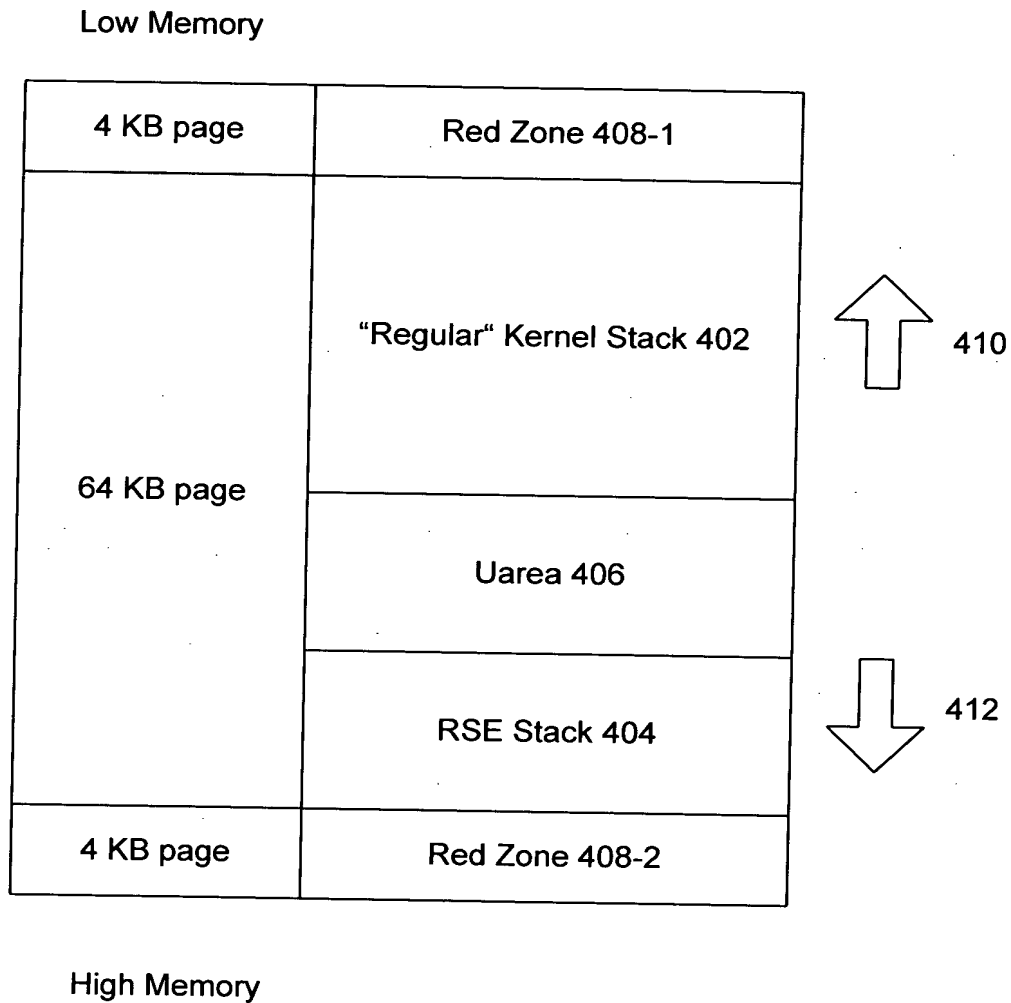 Low Memory
4 KB page
Red Zone 408-1
“Regular“ Kernel Stack 402
410
64 KB page
Uarea 406
RSE Stack 404
412
4 KB page
Red Zone 408-2
High Memory